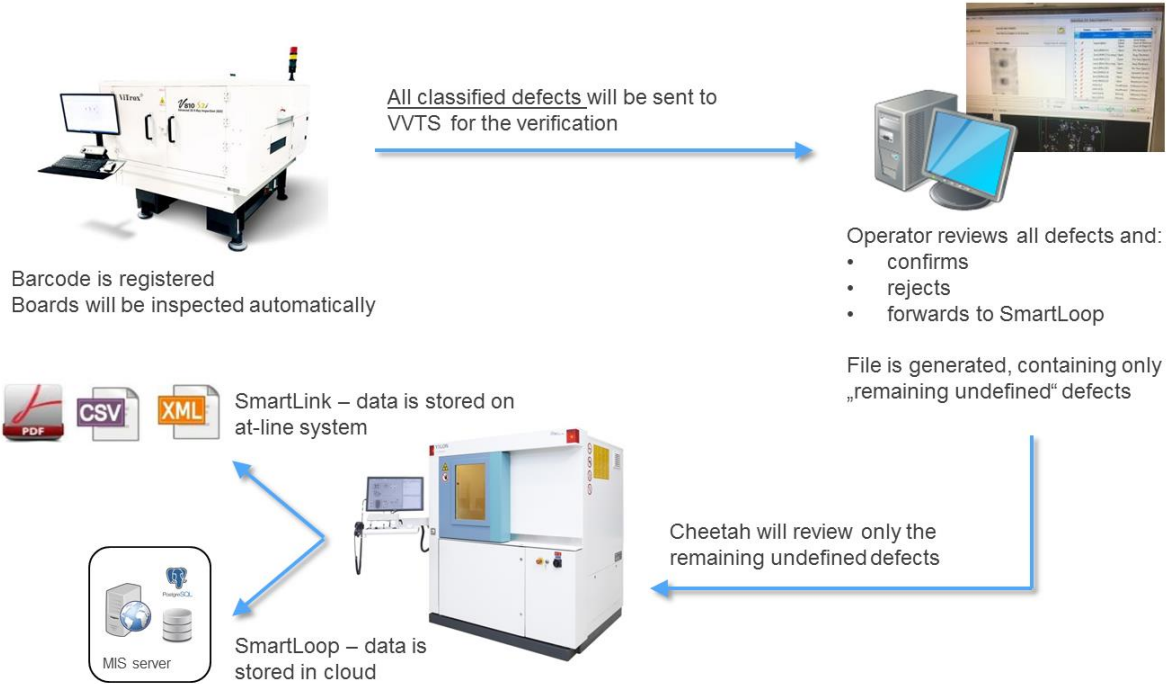 ViTrox
V810
All classified defects will be sent to
VVTS for the verification
Barcode is registered
Boards will be inspected automatically
Operator reviews all defects and:
• confirms
• rejects
• forwards to SmartLoop
File is generated, containing only
„remaining undefined“ defects
PDF
CSV
XML
SmartLink – data is stored on
at-line system
Cheetah will review only the
remaining undefined defects
PostgreSQL
MIS server
SmartLoop – data is
stored in cloud